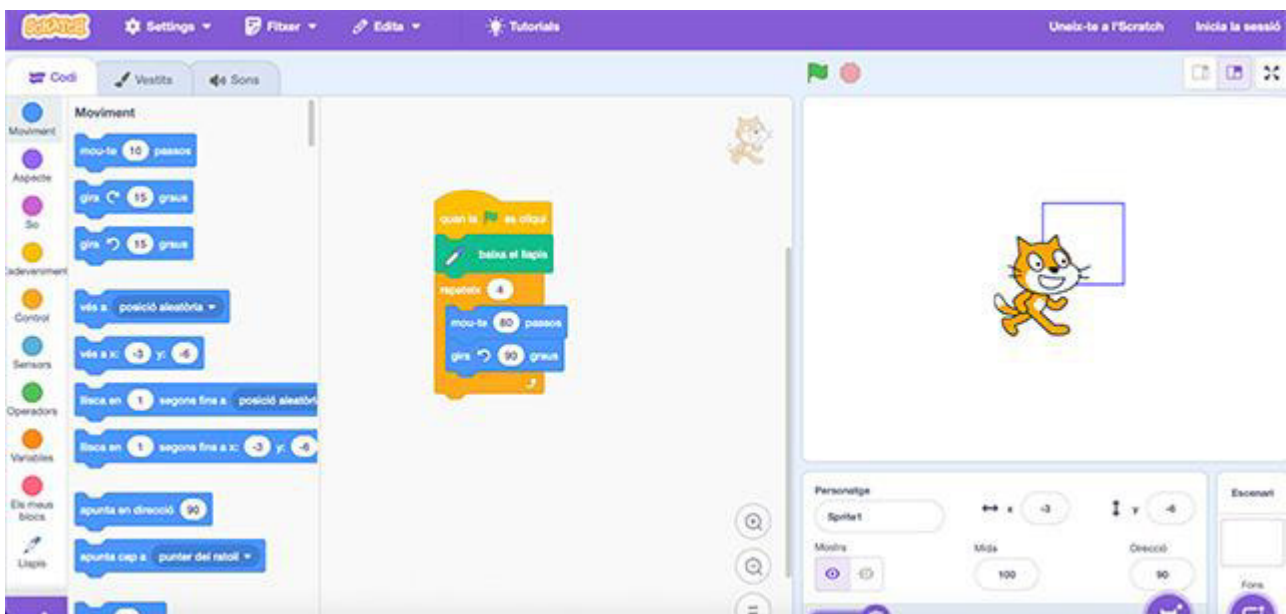 SCRATCH
Settings
Fitxer
Edita
Tutorials
Uneix-te a l'Scratch
Inicia la sessió
Codi
Vestits
Sons
Moviment
Aspecte
So
adeveniment
Control
Sensors
Operadors
Variables
Els meus
blocs
Llapis
Moviment
mou-te 10 passos
gira 15 graus
gira 15 graus
vés a posició aleatòria
vés a x: -3 y: -6
llisca en 1 segons fins a posició aleatòri
llisca en 1 segons fins a x: -3 y: -6
apunta en direcció 90
apunta cap a punter del ratolí
quan la es cliqui
baixa el llapis
repeteix 4
mou-te 80 passos
gira 90 graus
Personatge
Sprite1
x -3
y -6
Mostra
Mida
100
Direcció
90
Escenari
Fons